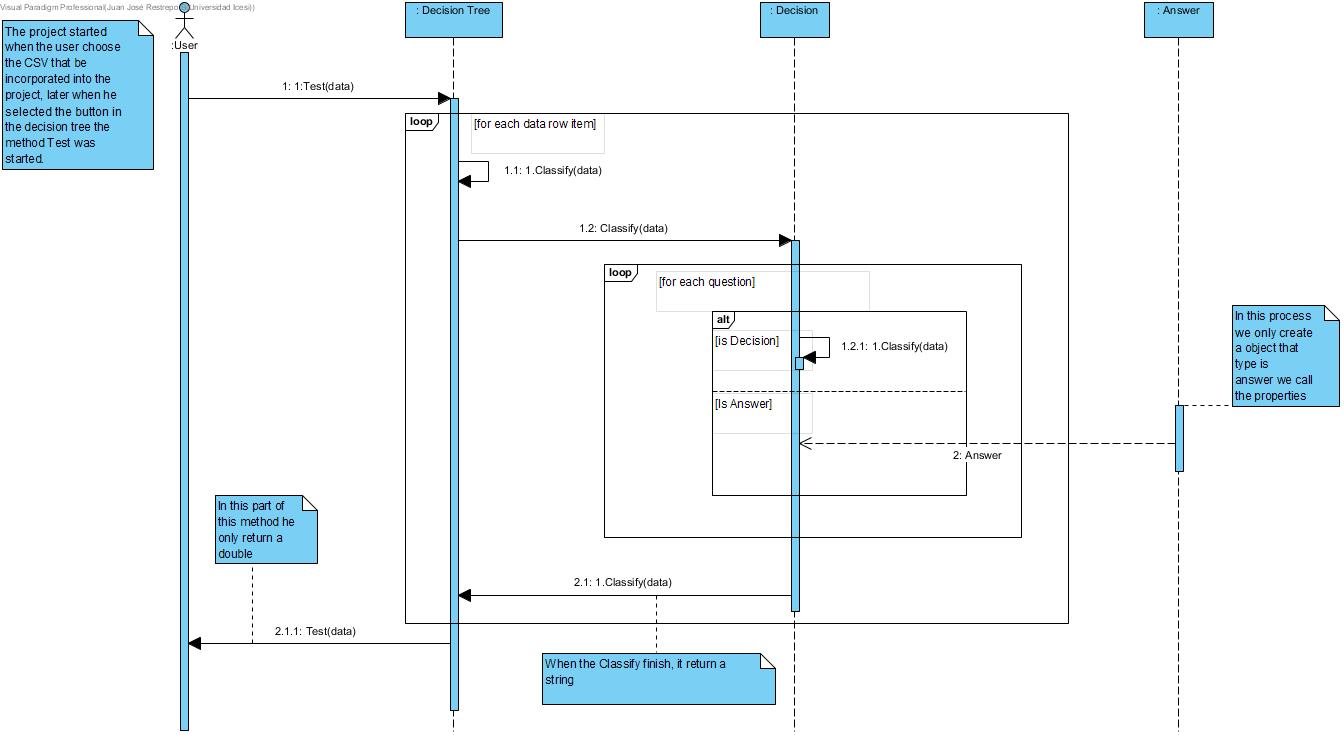 Visual Paradigm Professional(Juan José Restrepo(Universidad Icesi))
The project started
when the user choose
the CSV that be
incorporated into the
project, later when he
selected the button in
the decision tree the
method Test was
started.
:User
: Decision Tree
: Decision
: Answer
1: 1:Test(data)
loop
[for each data row item]
1.1: 1.Classify(data)
1.2: Classify(data)
loop
[for each question]
alt
[is Decision]
1.2.1: 1.Classify(data)
[Is Answer]
In this process
we only create
a object that
type is
answer we call
the properties
2: Answer
In this part of
this method he
only return a
double
2.1: 1.Classify(data)
2.1.1: Test(data)
When the Classify finish, it return a
string